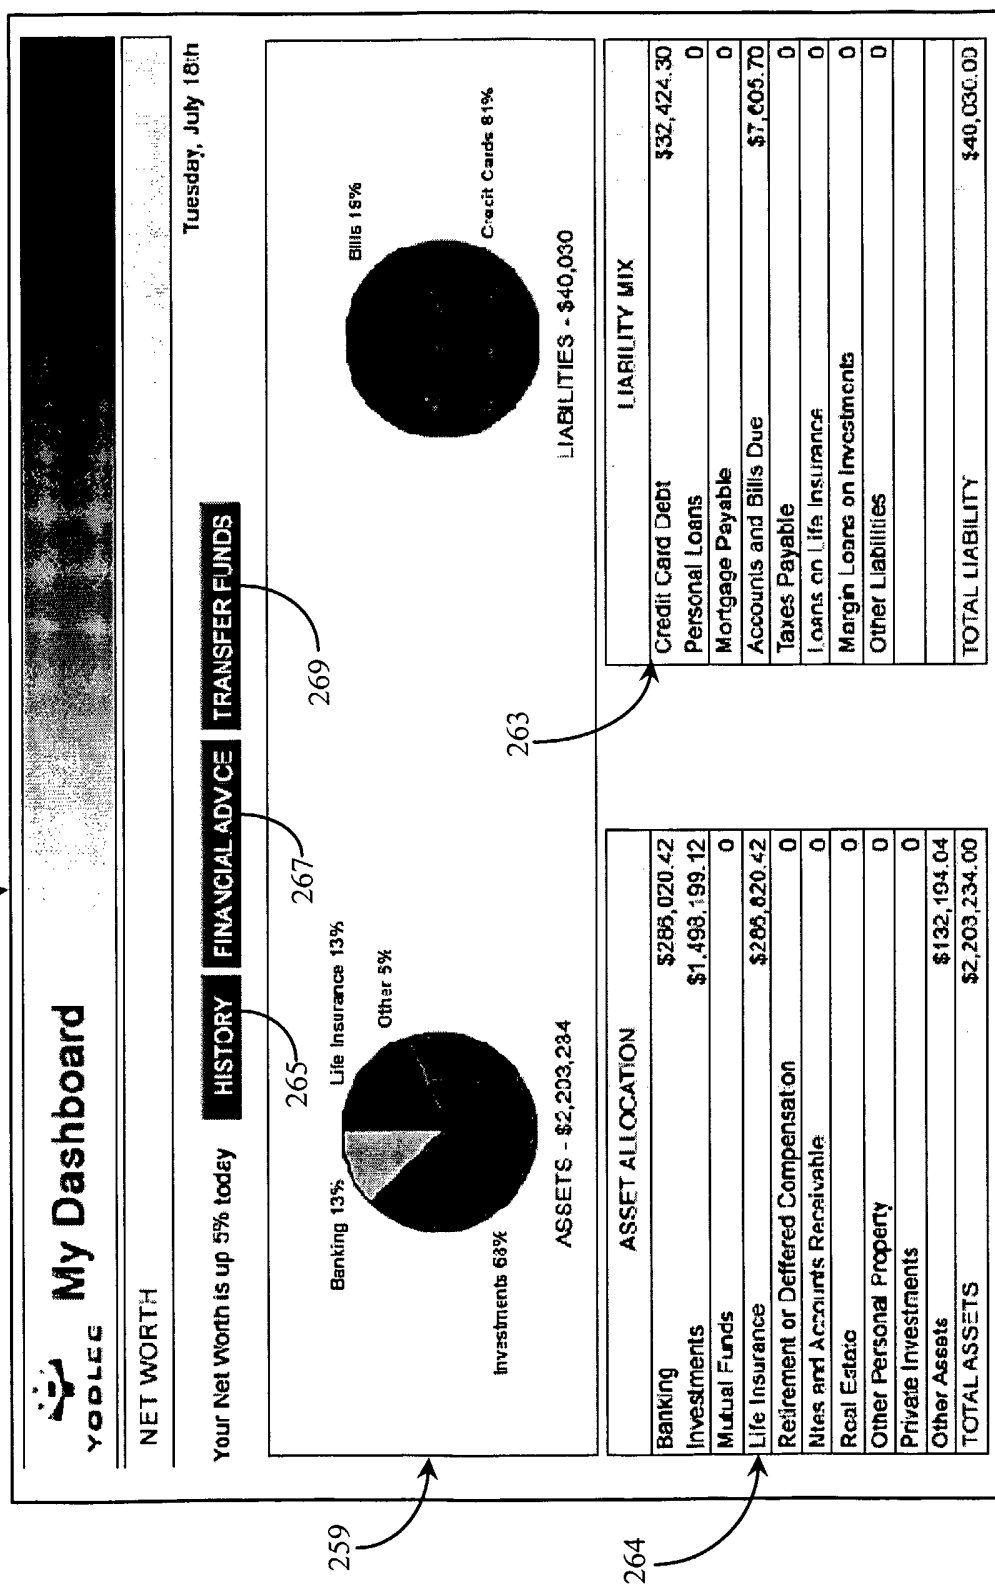 YODLEE My Dashboard
NET WORTH
Tuesday, July 18th
Your Net Worth is up 5% today
HISTORY
FINANCIAL ADVICE
TRANSFER FUNDS
265
267
269
259
Banking 13%
Life Insurance 13%
Other 5%
Investments 68%
ASSETS - $2,203,234
Bills 19%
Credit Cards 81%
LIABILITIES - $40,030
264
ASSET ALLOCATION
Banking $286,020.42
Investments $1,498,199.12
Mutual Funds 0
Life Insurance $286,820.42
Retirement or Deffered Compensation 0
Ntes and Accounts Receivable 0
Real Estate 0
Other Personal Property 0
Private Investments 0
Other Assets $132,194.04
TOTAL ASSETS $2,203,234.00
263
LIABILITY MIX
Credit Card Debt $32,424.30
Personal Loans 0
Mortgage Payable 0
Accounts and Bills Due $7,605.70
Taxes Payable 0
Loans on Life Insurance 0
Margin Loans on Investments 0
Other Liabilities 0
TOTAL LIABILITY $40,030.00